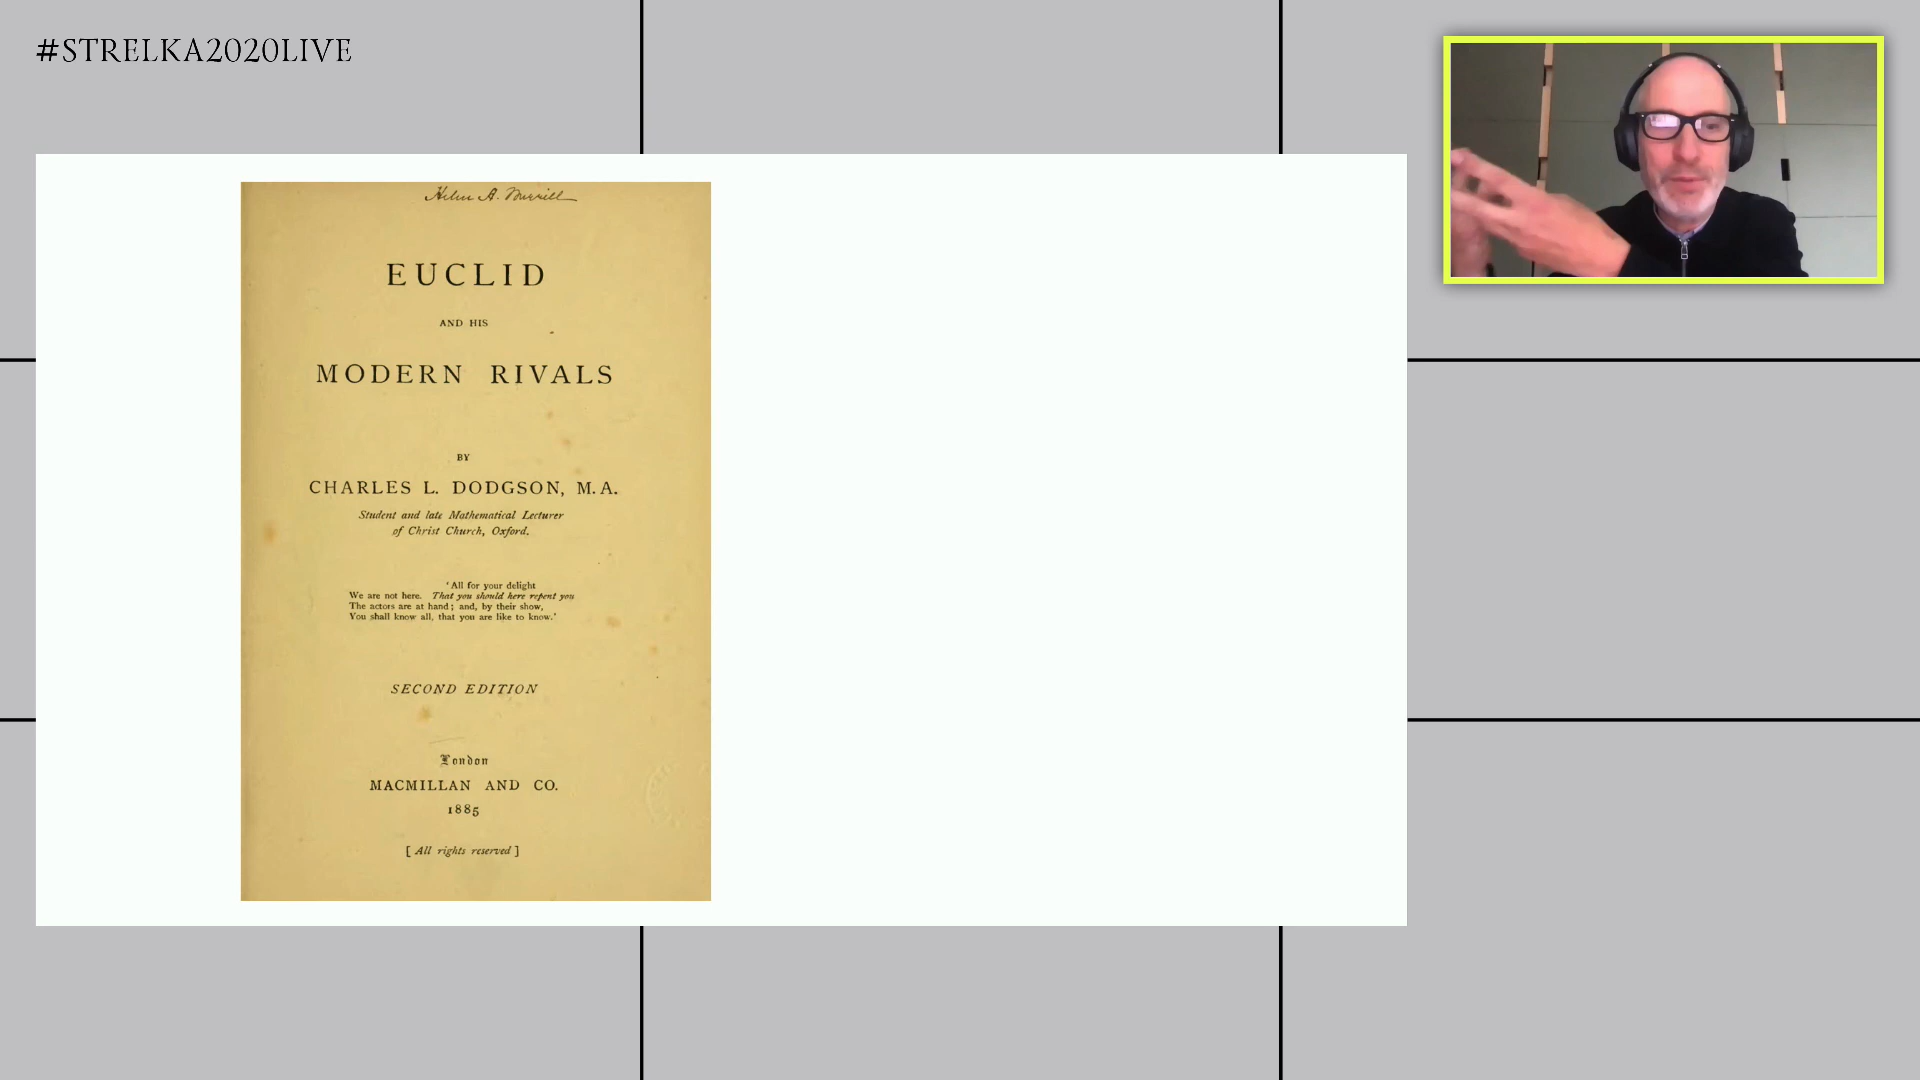 #STRELKA2020LIVE
Helen A. Merrill
EUCLID
AND HIS
MODERN RIVALS
BY
CHARLES L. DODGSON, M.A.
Student and late Mathematical Lecturer
of Christ Church, Oxford.
'All for your delight
We are not here. That you should here repent you
The actors are at hand; and, by their show,
You shall know all, that you are like to know.'
SECOND EDITION
London
MACMILLAN AND CO.
1885
[ All rights reserved ]